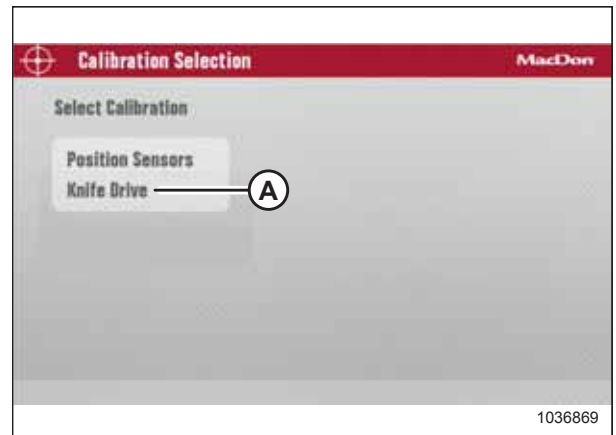 Calibration Selection MacDon
Select Calibration
Position Sensors
Knife Drive
A
1036869